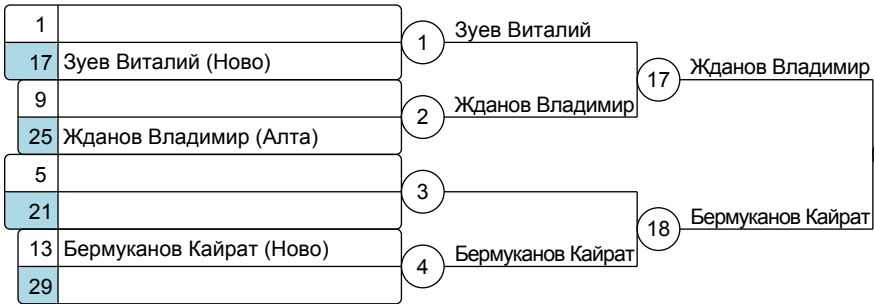 1
17 Зуев Виталий (Ново)
9
25 Жданов Владимир (Алта)
5
21
13 Бермуканов Кайрат (Ново)
29
1 Зуев Виталий
2 Жданов Владимир
3
4 Бермуканов Кайрат
17 Жданов Владимир
18 Бермуканов Кайрат